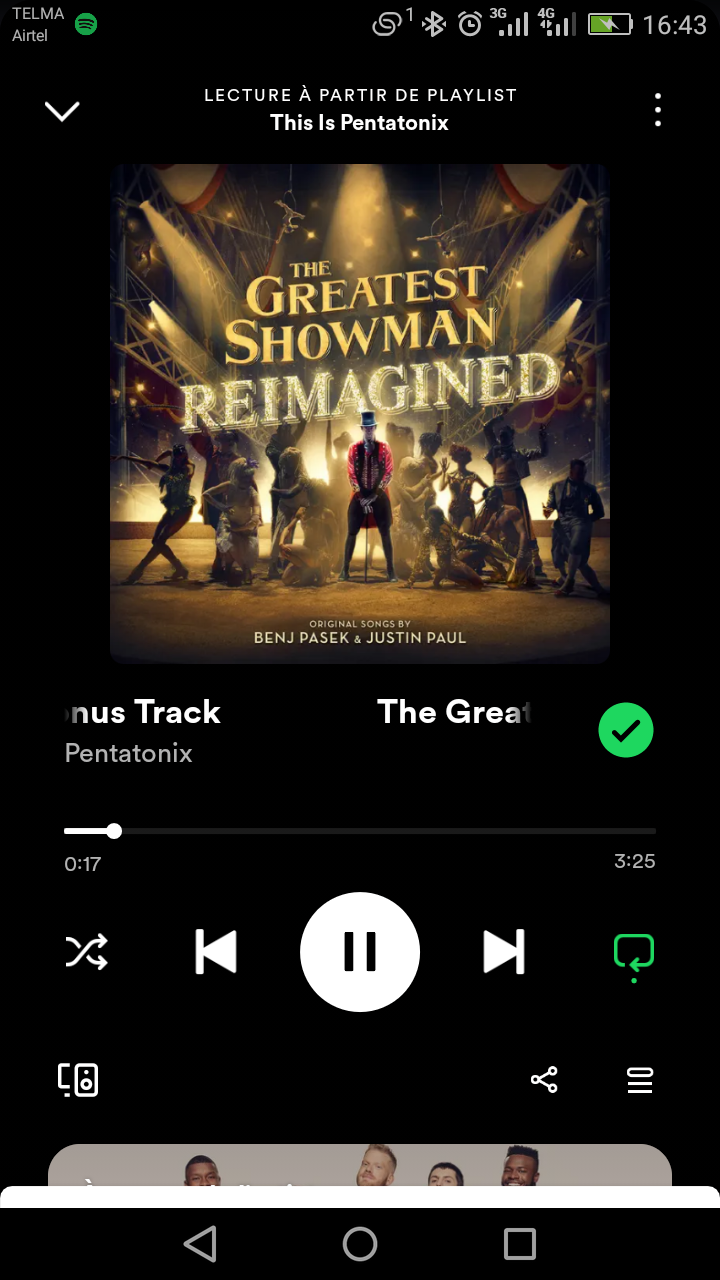 TELMA
Airtel
1 3G 4G 16:43
LECTURE À PARTIR DE PLAYLIST
This Is Pentatonix
THE
GREATEST
SHOWMAN
REIMAGINED
ORIGINAL SONGS BY
BENJ PASEK & JUSTIN PAUL
onus Track The Great
Pentatonix
0:17 3:25